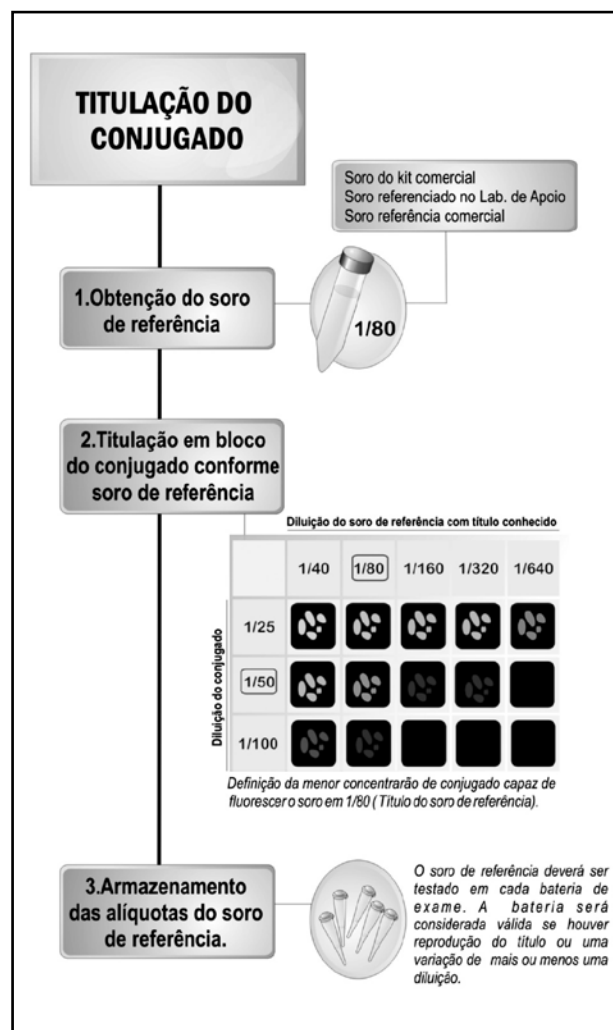 TITULAÇÃO DO
CONJUGADO
Soro do kit comercial
Soro referenciado no Lab. de Apoio
Soro referência comercial
1.Obtenção do soro
de referência
1/80
2.Titulação em bloco
do conjugado conforme
soro de referência
Diluição do soro de referência com título conhecido
1/40 1/80 1/160 1/320 1/640
Diluição do conjugado
1/25
1/50
1/100
Definição da menor concentrarão de conjugado capaz de
fluorescer o soro em 1/80 ( Título do soro de referência).
3.Armazenamento
das alíquotas do soro
de referência.
O soro de referência deverá ser
testado em cada bateria de
exame. A bateria será
considerada válida se houver
reprodução do título ou uma
variação de mais ou menos uma
diluição.